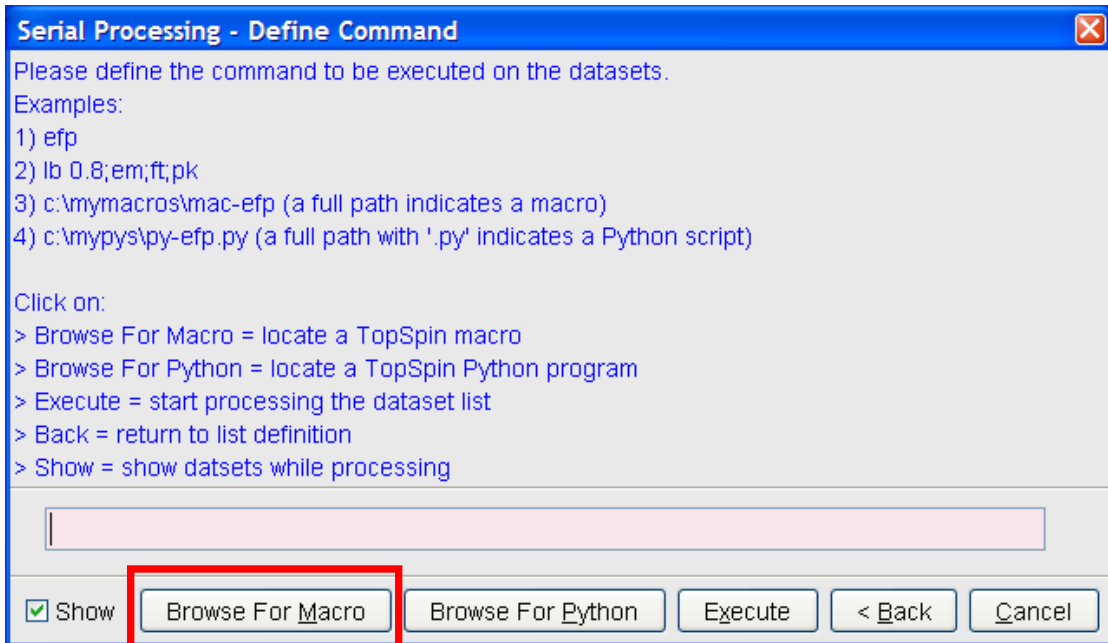 Serial Processing - Define Command
Please define the command to be executed on the datasets.
Examples:
1) efp
2) lb 0.8;em;ft;pk
3) c:\mymacros\mac-efp (a full path indicates a macro)
4) c:\mypys\py-efp.py (a full path with '.py' indicates a Python script)
Click on:
> Browse For Macro = locate a TopSpin macro
> Browse For Python = locate a TopSpin Python program
> Execute = start processing the dataset list
> Back = return to list definition
> Show = show datsets while processing
Show Browse For Macro Browse For Python Execute < Back Cancel